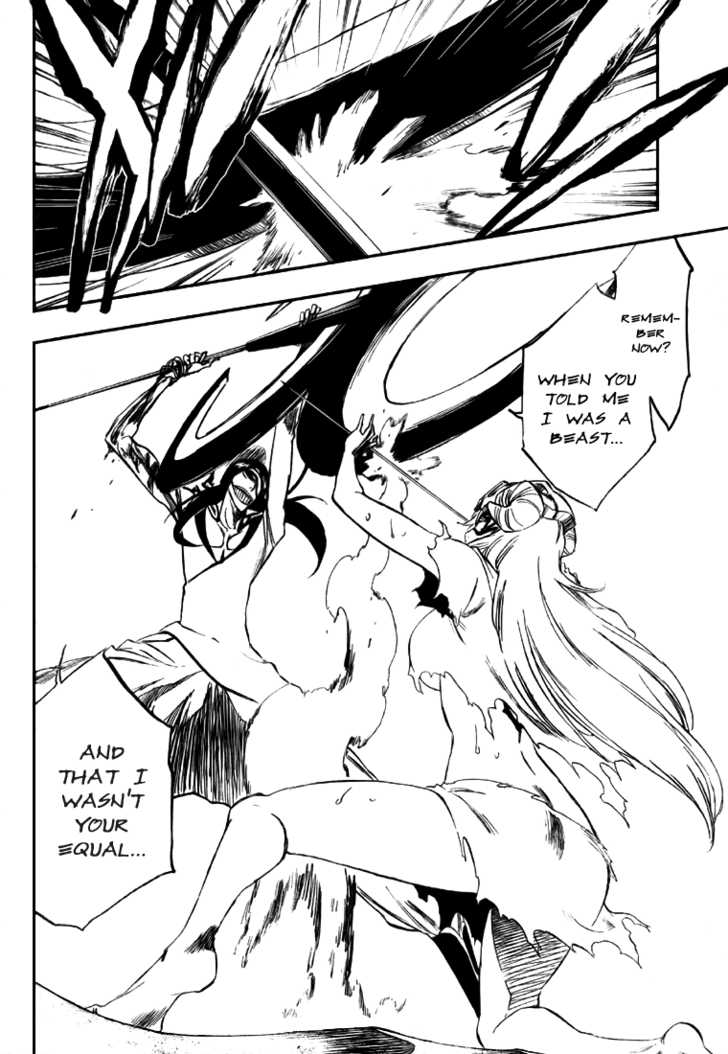 REMEM-
BER
NOW?
WHEN YOU
TOLD ME
I WAS A
BEAST...
AND
THAT I
WASN'T
YOUR
EQUAL...